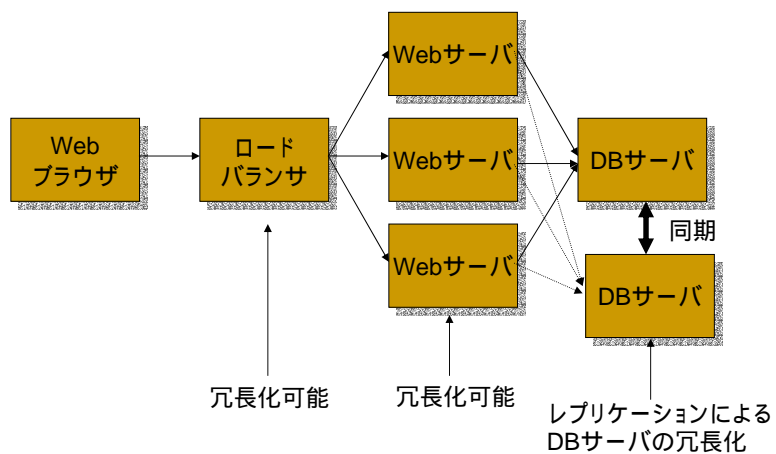 Web
ブラウザ
ロード
バランサ
Webサーバ
Webサーバ
Webサーバ
DBサーバ
同期
DBサーバ
冗長化可能
冗長化可能
レプリケーションによる
DBサーバの冗長化